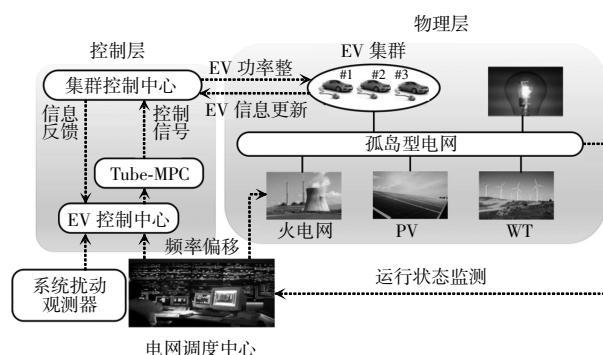 物理层
控制层
EV 集群
#1 #2 #3
集群控制中心
EV 功率整
EV 信息更新
信息
反馈
控制
信号
孤岛型电网
Tube-MPC
EV 控制中心
火电网
PV
WT
频率偏移
系统扰动
观测器
运行状态监测
电网调度中心